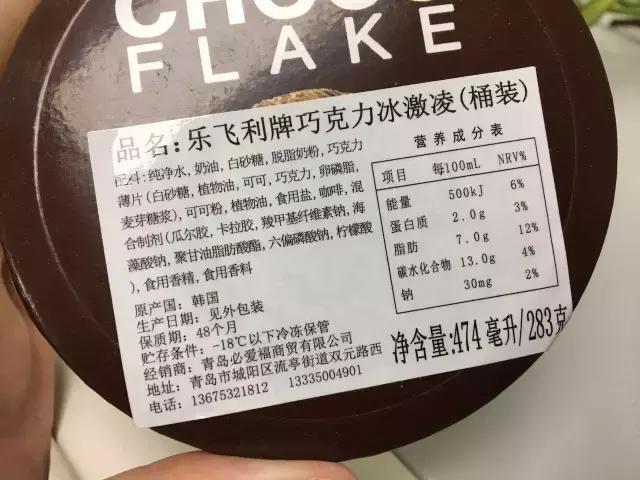 FLAKE
品名:乐飞利牌巧克力冰激凌(桶装)
配料:纯净水,奶油,白砂糖,脱脂奶粉,巧克力
薄片(白砂糖,植物油,可可,巧克力,卵磷脂,
麦芽糖浆),可可粉,植物油,食用盐,咖啡,混
合制剂(瓜尔胶,卡拉胶,羧甲基纤维素钠,海
藻酸钠,聚甘油脂肪酸酯,六偏磷酸钠,柠檬酸
),食用香精,食用香料
原产国:韩国
生产日期:见外包装
保质期:48个月
贮存条件:-18℃以下冷冻保管
经销商:青岛必爱福商贸有限公司
地址:青岛市城阳区流亭街道双元路西
电话:13675321812 13335004901
营养成分表
项目 每100mL NRV%
能量 500kJ 6%
蛋白质 2.0g 3%
脂肪 7.0g 12%
碳水化合物 13.0g 4%
钠 30mg 2%
净含量:474毫升/283克